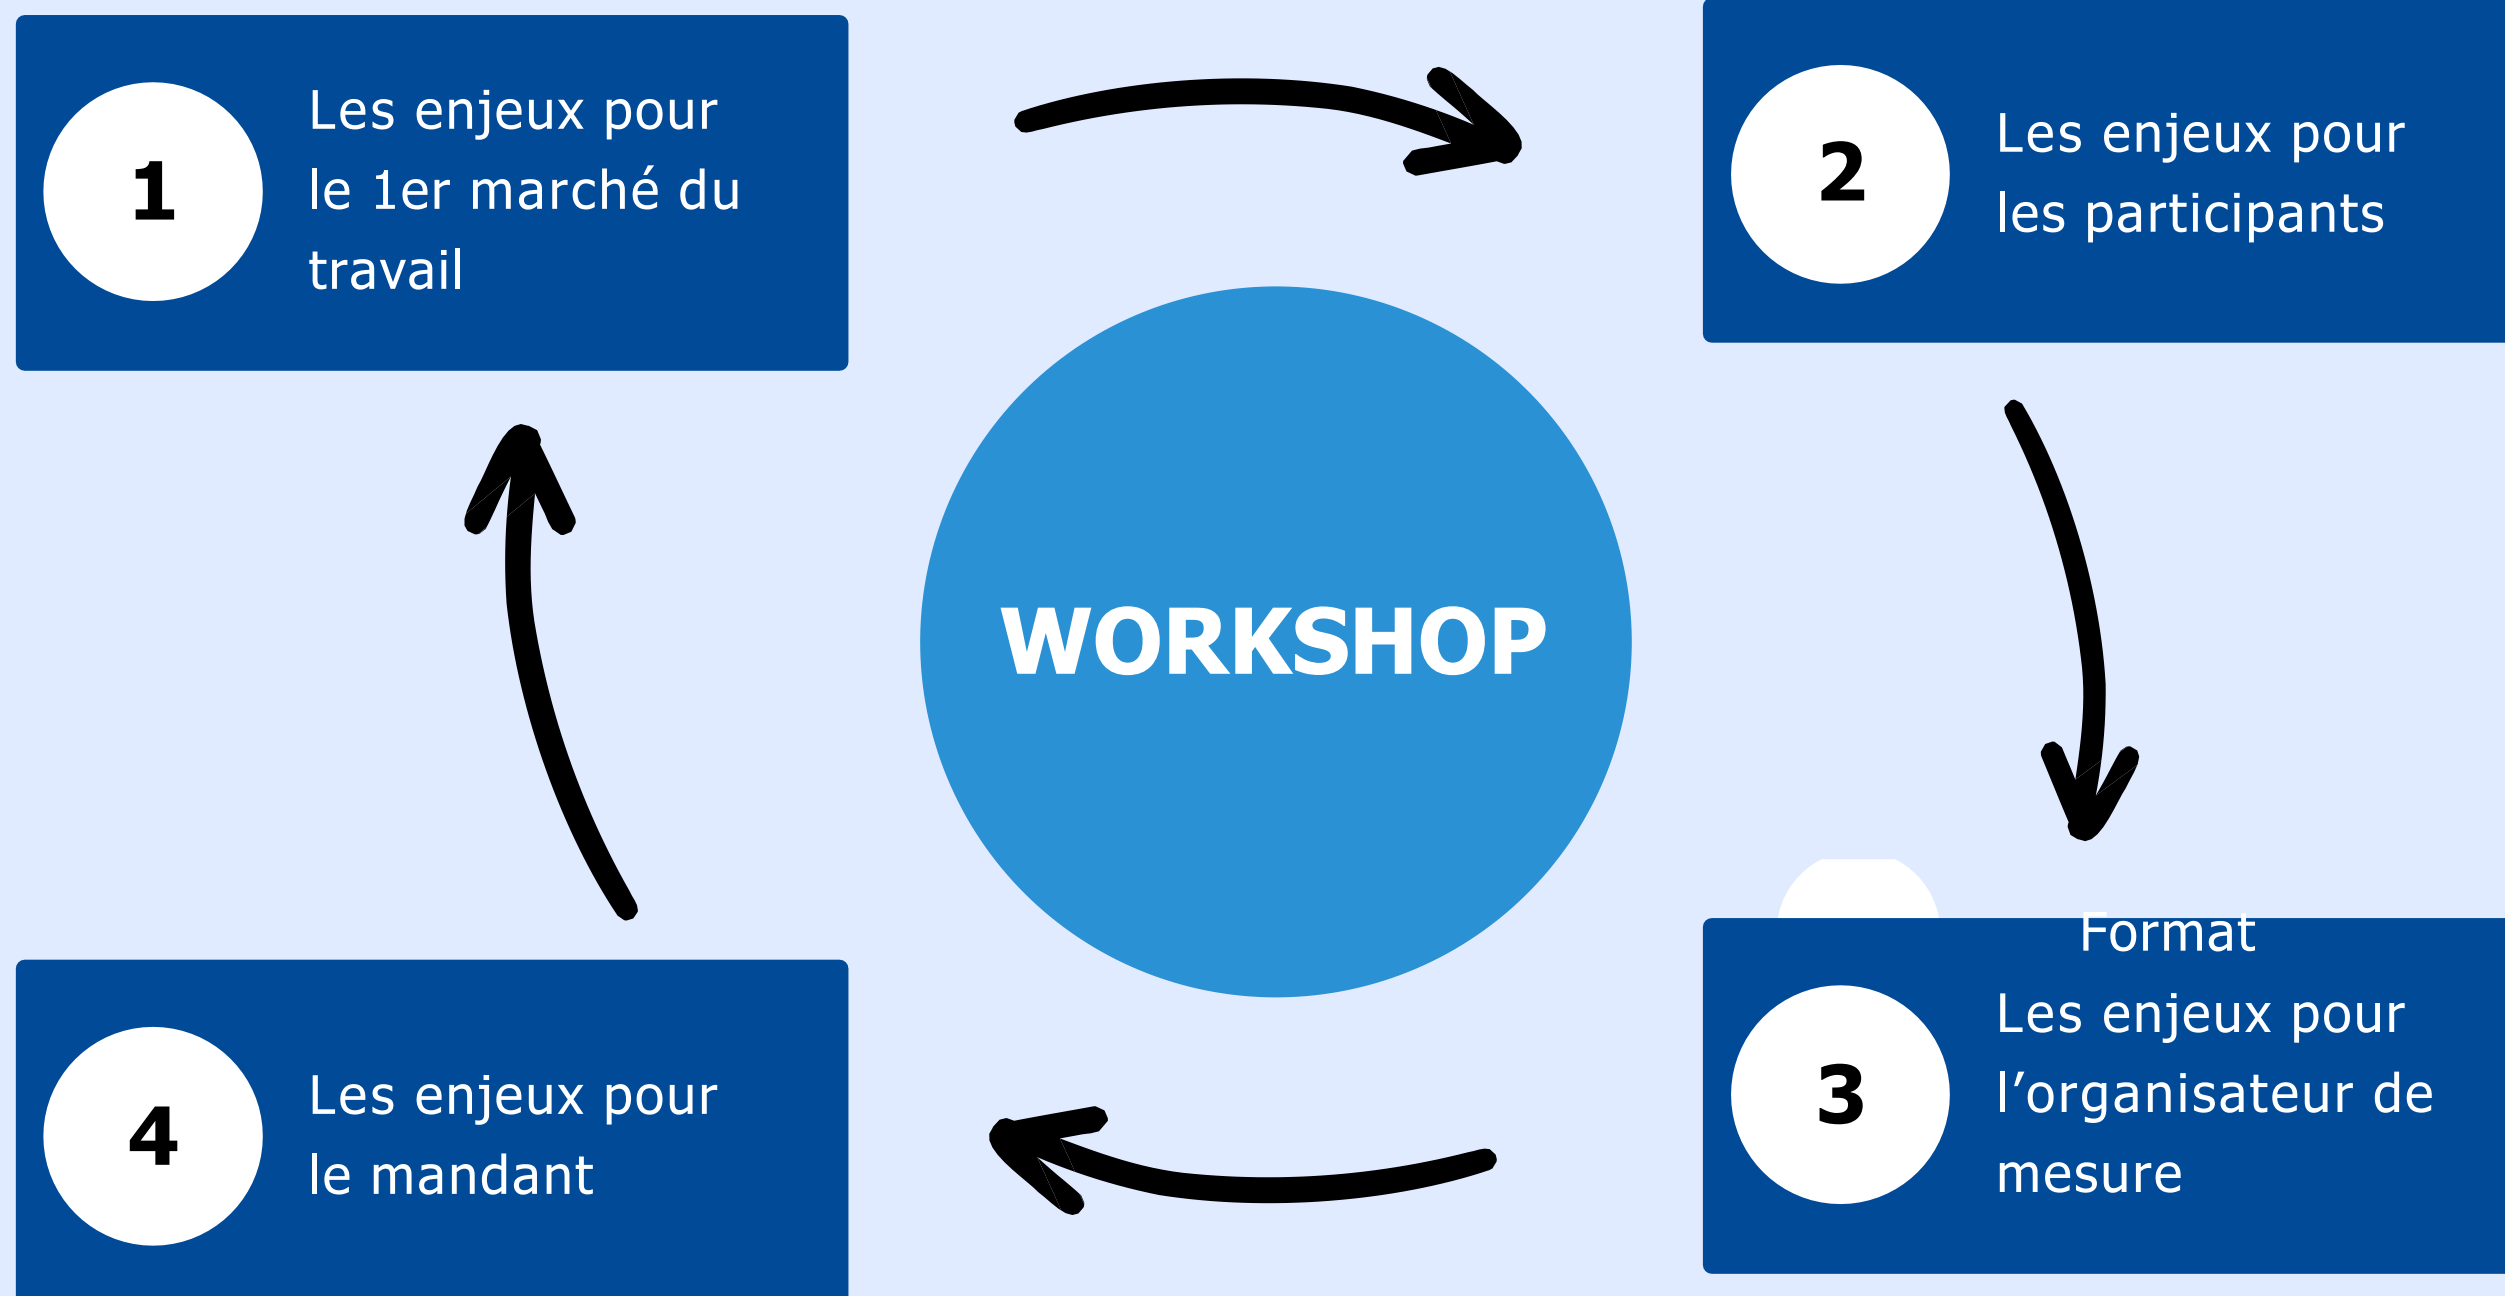 1
Les enjeux pour
le 1er marché du
travail
2
Les enjeux pour
les participants
WORKSHOP
Format
3
Les enjeux pour
l’organisateur de
mesure
4
Les enjeux pour
le mandant